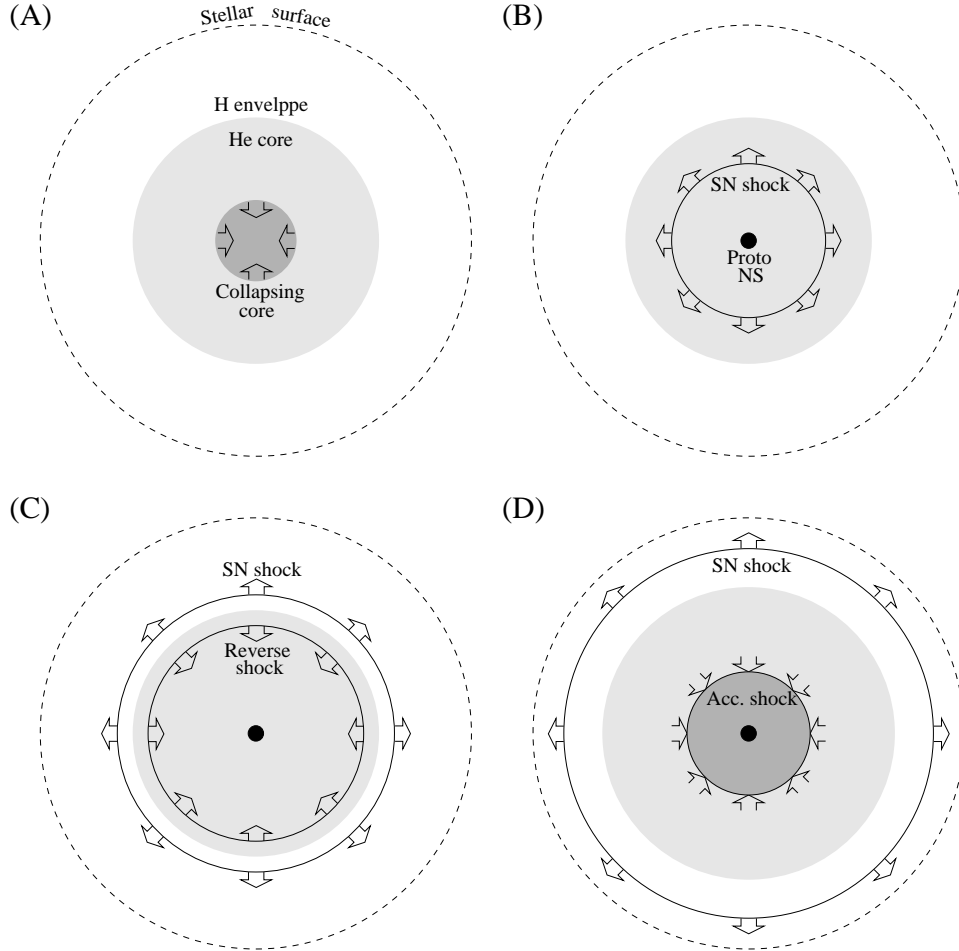 (A)
Stellar surface
H envelppe
He core
Collapsing
core
(B)
SN shock
Proto
NS
(C)
SN shock
Reverse
shock
(D)
SN shock
Acc. shock